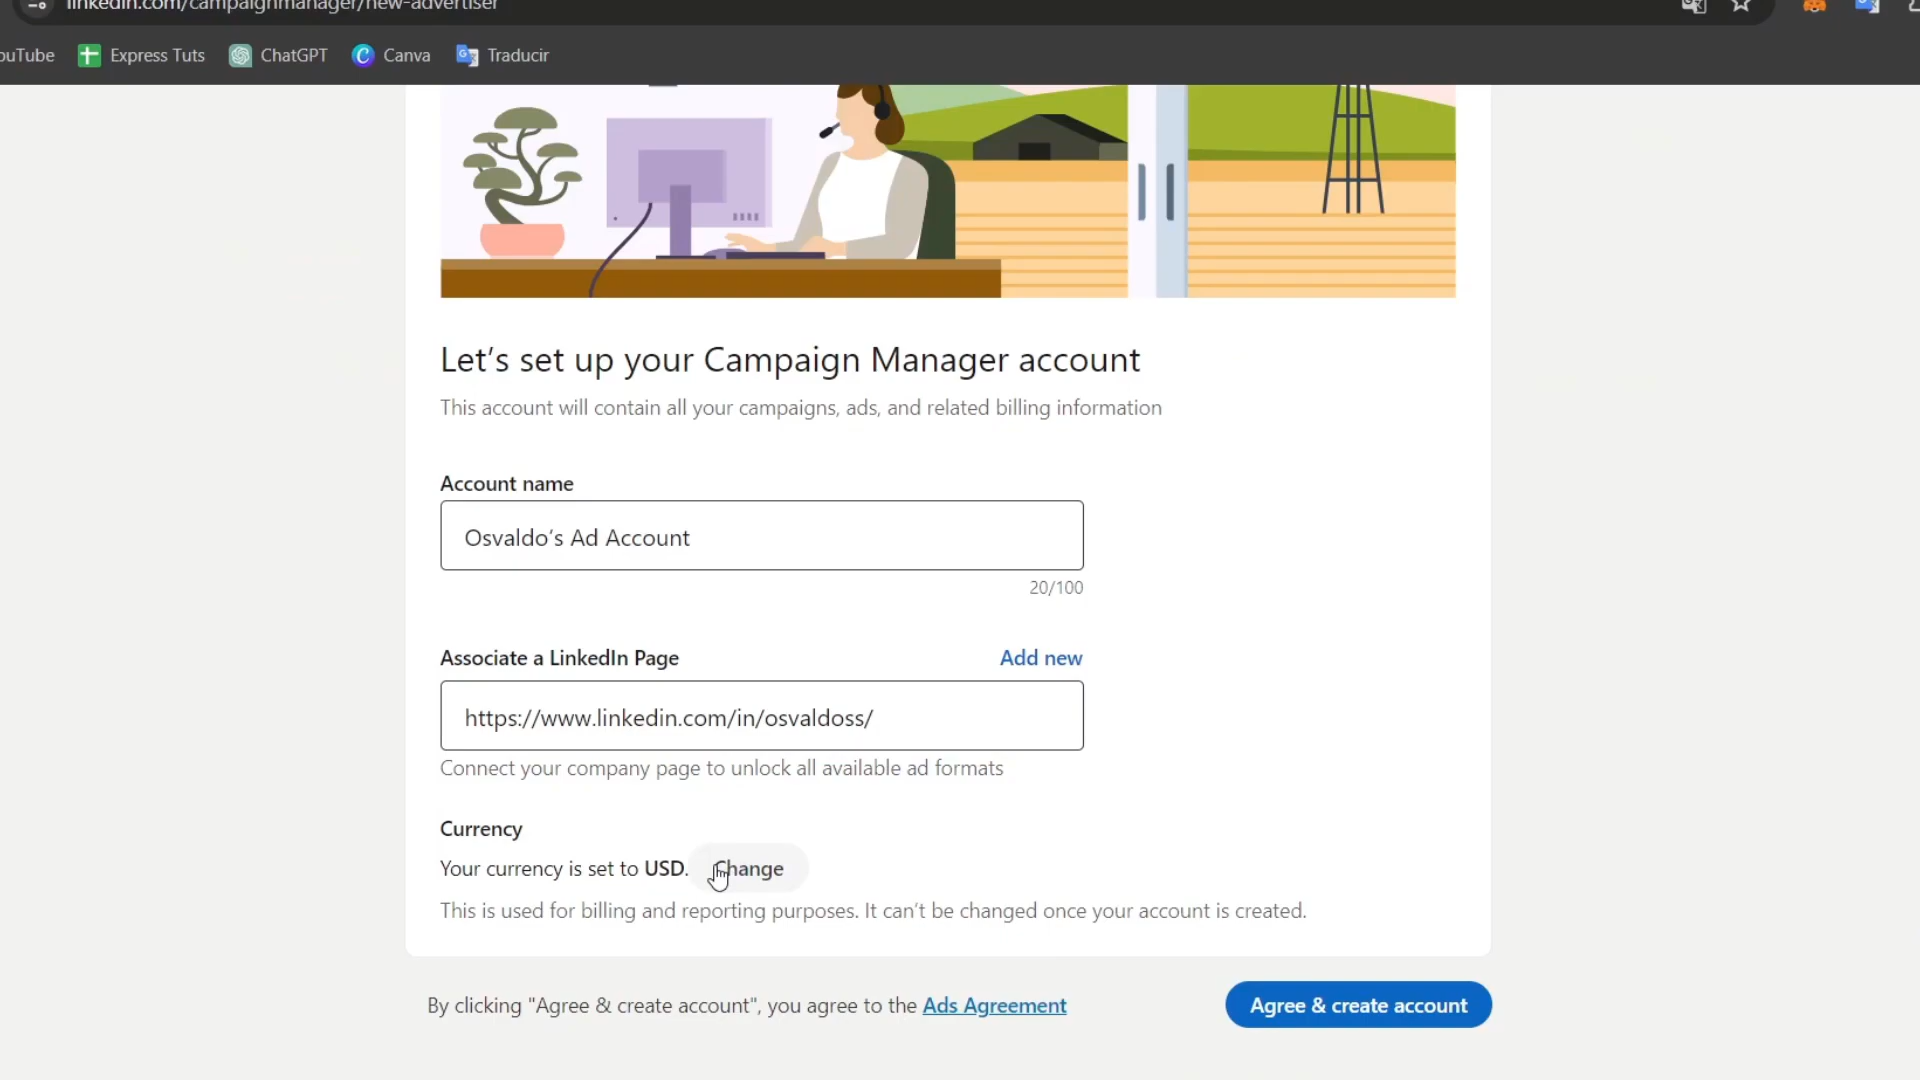 linkedin.com/campaignmanager/new-advertiser
ouTube Express Tuts ChatGPT Canva Traducir
Let's set up your Campaign Manager account
This account will contain all your campaigns, ads, and related billing information
Account name
Osvaldo's Ad Account
20/100
Associate a LinkedIn Page Add new
https://www.linkedin.com/in/osvaldoss/
Connect your company page to unlock all available ad formats
Currency
Your currency is set to USD. Change
This is used for billing and reporting purposes. It can't be changed once your account is created.
By clicking "Agree & create account", you agree to the Ads Agreement Agree & create account